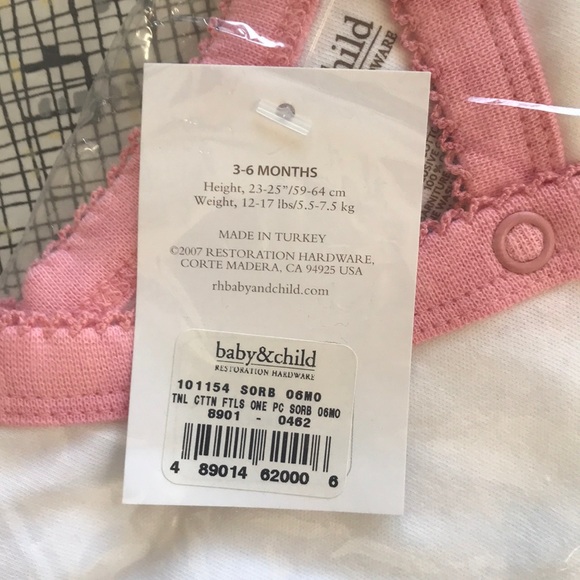 child
WARE
3-6 MONTHS
Height, 23-25"/59-64 cm
Weight, 12-17 lbs/5.5-7.5 kg
MADE IN TURKEY
©2007 RESTORATION HARDWARE,
CORTE MADERA, CA 94925 USA
rhbabyandchild.com
baby&child
RESTORATION HARDWARE
101154 SORB 06MO
TNL CTTN FTLS ONE PC SORB 06MO
8901 - 0462
4 89014 62000 6